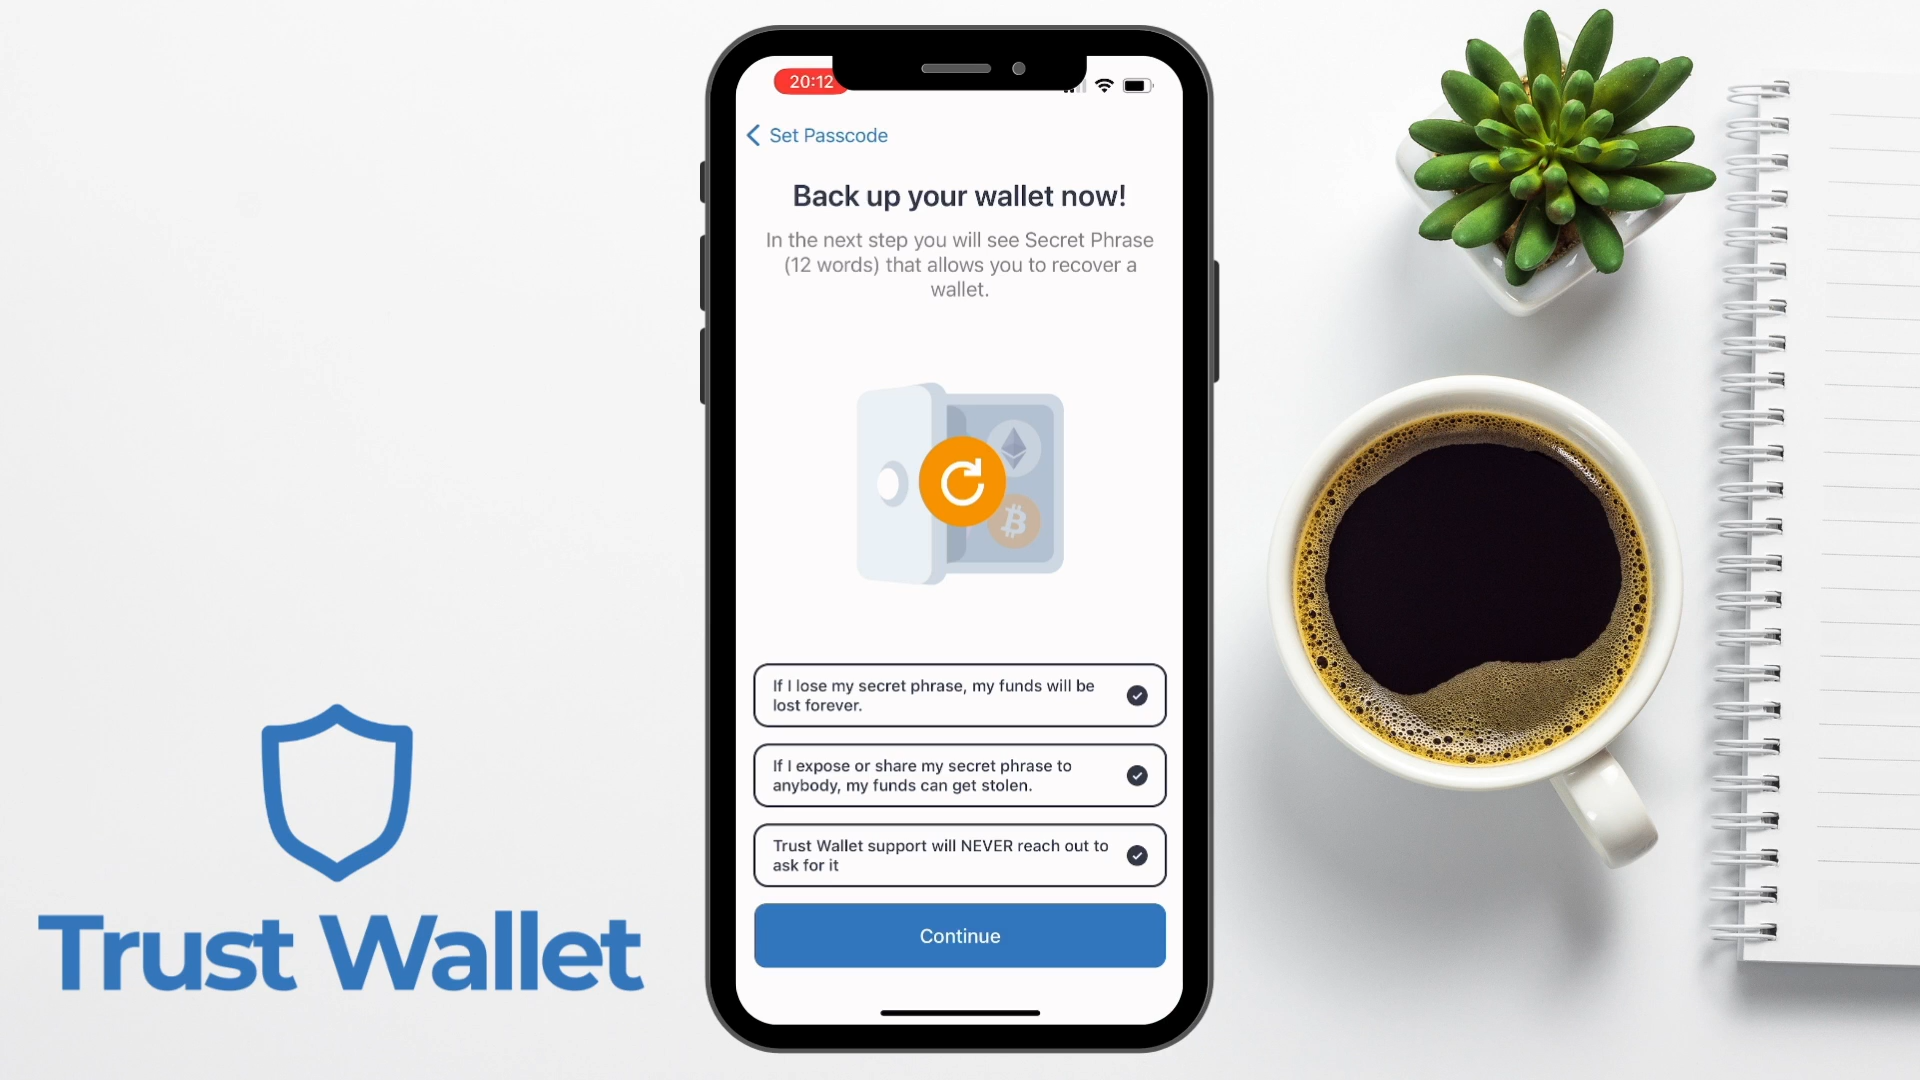 20:12
Set Passcode
Back up your wallet now!
In the next step you will see Secret Phrase
(12 words) that allows you to recover a
wallet.
If I lose my secret phrase, my funds will be
lost forever.
If I expose or share my secret phrase to
anybody, my funds can get stolen.
Trust Wallet support will NEVER reach out to
ask for it
Continue
Trust Wallet